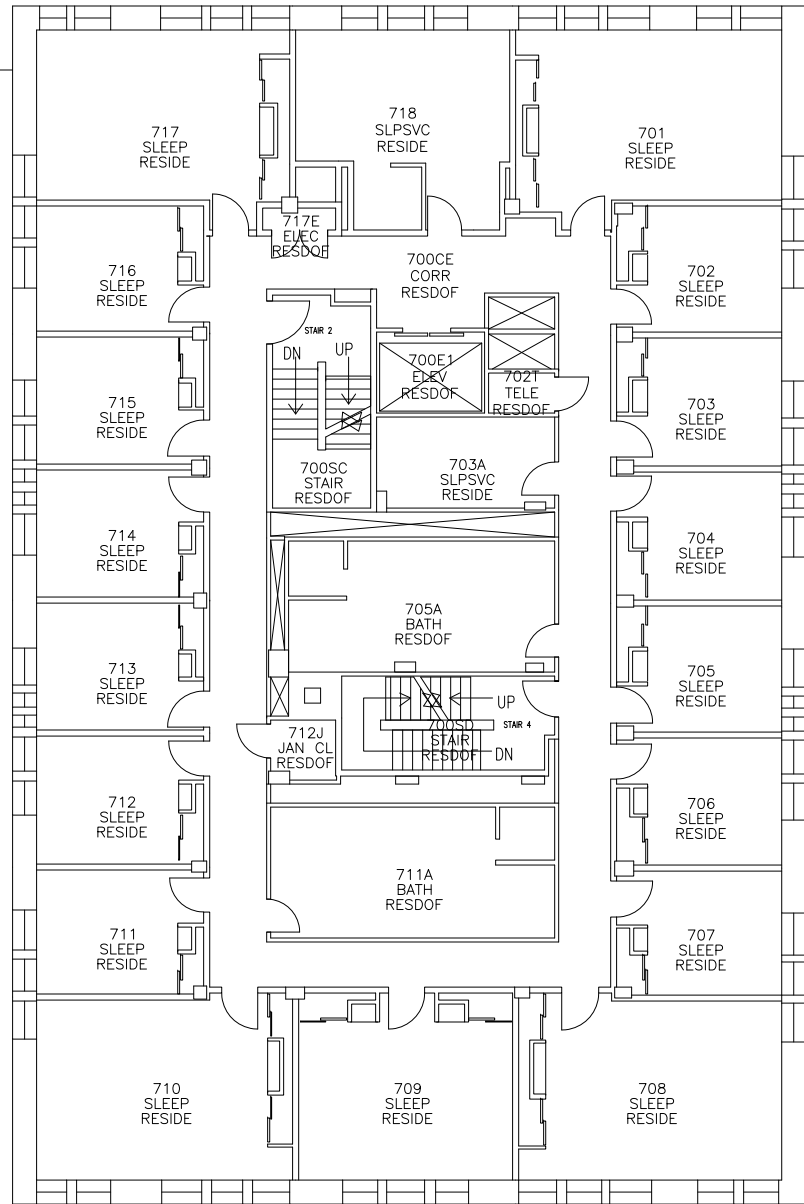 717
SLEEP
RESIDE
718
SLPSVC
RESIDE
701
SLEEP
RESIDE
717E
ELEC
RESDOF
700CE
CORR
RESDOF
716
SLEEP
RESIDE
702
SLEEP
RESIDE
STAIR 2
DN
UP
700E1
ELEV
RESDOF
702T
TELE
RESDOF
715
SLEEP
RESIDE
703
SLEEP
RESIDE
700SC
STAIR
RESDOF
703A
SLPSVC
RESIDE
714
SLEEP
RESIDE
704
SLEEP
RESIDE
705A
BATH
RESDOF
713
SLEEP
RESIDE
705
SLEEP
RESIDE
UP
700SD
STAIR
RESDOF
STAIR 4
DN
712J
JAN CL
RESDOF
712
SLEEP
RESIDE
706
SLEEP
RESIDE
711A
BATH
RESDOF
711
SLEEP
RESIDE
707
SLEEP
RESIDE
710
SLEEP
RESIDE
709
SLEEP
RESIDE
708
SLEEP
RESIDE